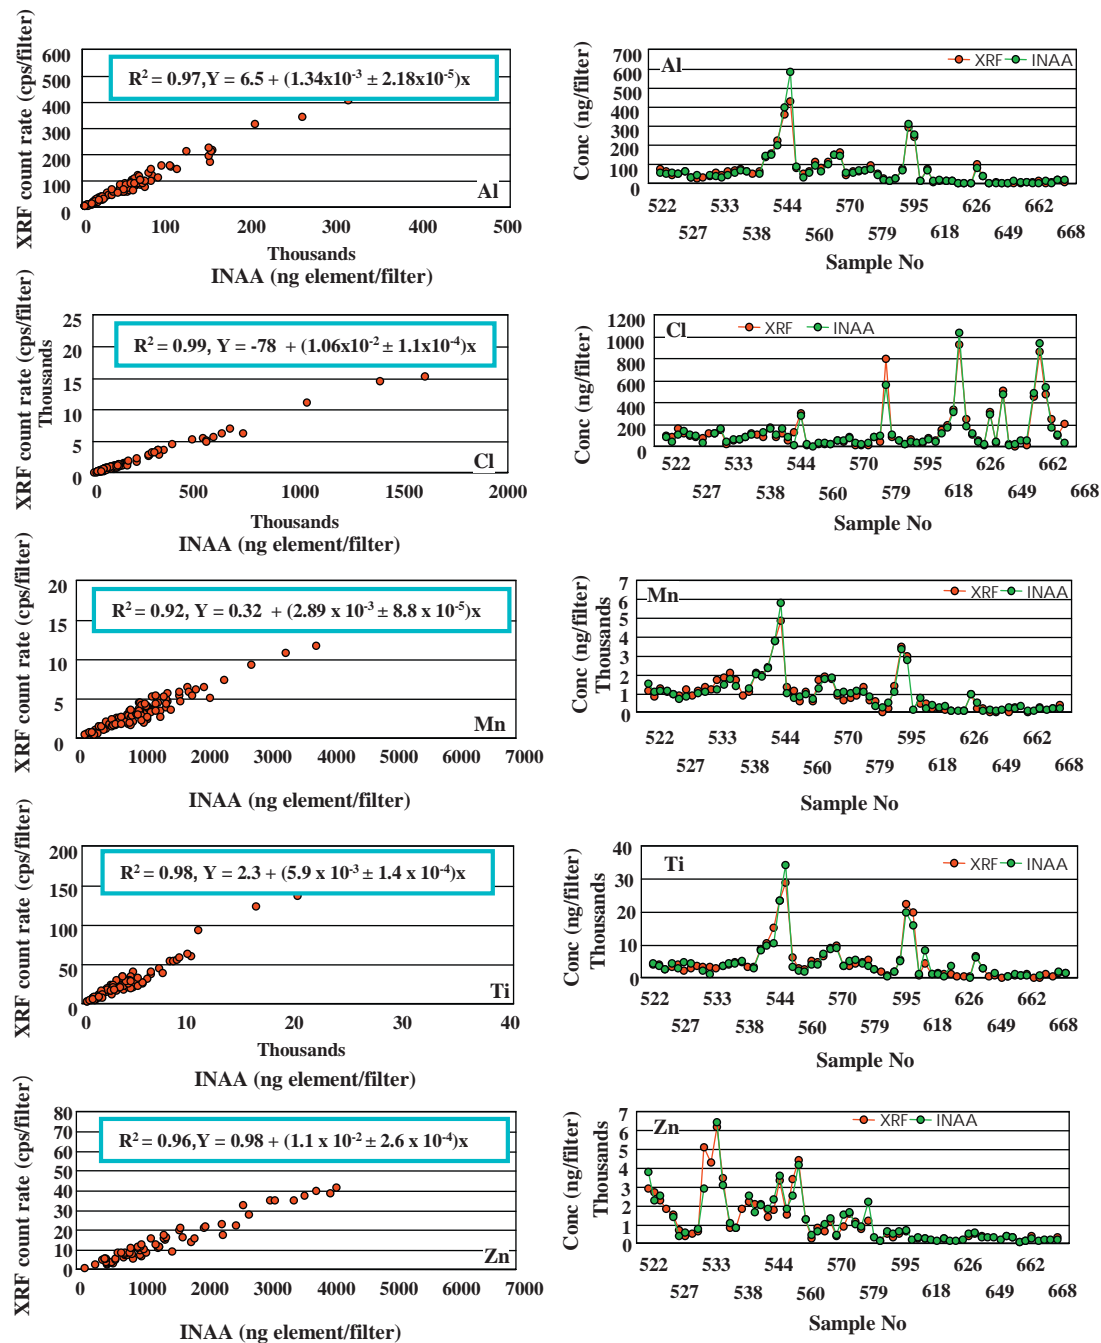 XRF count rate (cps/filter)
600
500
400
300
200
100
0
R² = 0.97,Y = 6.5 + (1.34x10⁻³ ± 2.18x10⁻⁵)x
Al
0 100 200 300 400 500
Thousands
INAA (ng element/filter)
Conc (ng/filter)
700
600
500
400
300
200
100
0
Al
XRF INAA
522 533 544 570 595 626 662
527 538 560 579 618 649 668
Sample No
XRF count rate (cps/filter)
Thousands
25
20
15
10
5
0
R² = 0.99, Y = -78 + (1.06x10⁻² ± 1.1x10⁻⁴)x
Cl
0 500 1000 1500 2000
Thousands
INAA (ng element/filter)
Conc (ng/filter)
1200
1000
800
600
400
200
0
Cl
XRF INAA
522 533 544 570 595 626 662
527 538 560 579 618 649 668
Sample No
XRF count rate (cps/filter)
20
15
10
5
0
R² = 0.92, Y = 0.32 + (2.89 x 10⁻³ ± 8.8 x 10⁻⁵)x
Mn
0 1000 2000 3000 4000 5000 6000 7000
INAA (ng element/filter)
Conc (ng/filter)
Thousands
7
6
5
4
3
2
1
0
Mn
XRF INAA
522 533 544 570 595 626 662
527 538 560 579 618 649 668
Sample No
XRF count rate (cps/filter)
200
150
100
50
0
R² = 0.98, Y = 2.3 + (5.9 x 10⁻³ ± 1.4 x 10⁻⁴)x
Ti
0 10 20 30 40
Thousands
INAA (ng element/filter)
Conc (ng/filter)
Thousands
40
30
20
10
0
Ti
XRF INAA
522 533 544 570 595 626 662
527 538 560 579 618 649 668
Sample No
XRF count rate (cps/filter)
80
70
60
50
40
30
20
10
0
R² = 0.96,Y = 0.98 + (1.1 x 10⁻² ± 2.6 x 10⁻⁴)x
Zn
0 1000 2000 3000 4000 5000 6000 7000
INAA (ng element/filter)
Conc (ng/filter)
Thousands
7
6
5
4
3
2
1
0
Zn
XRF INAA
522 533 544 570 595 626 662
527 538 560 579 618 649 668
Sample No